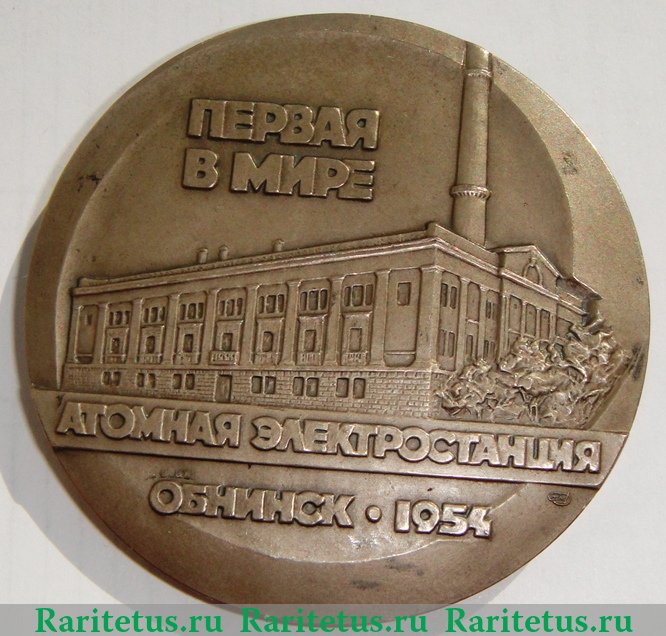 ПЕРВАЯ
В МИРЕ
АТОМНАЯ ЭЛЕКТРОСТАНЦИЯ
ОБНИНСК • 1954
Raritetus.ru Raritetus.ru Raritetus.ru